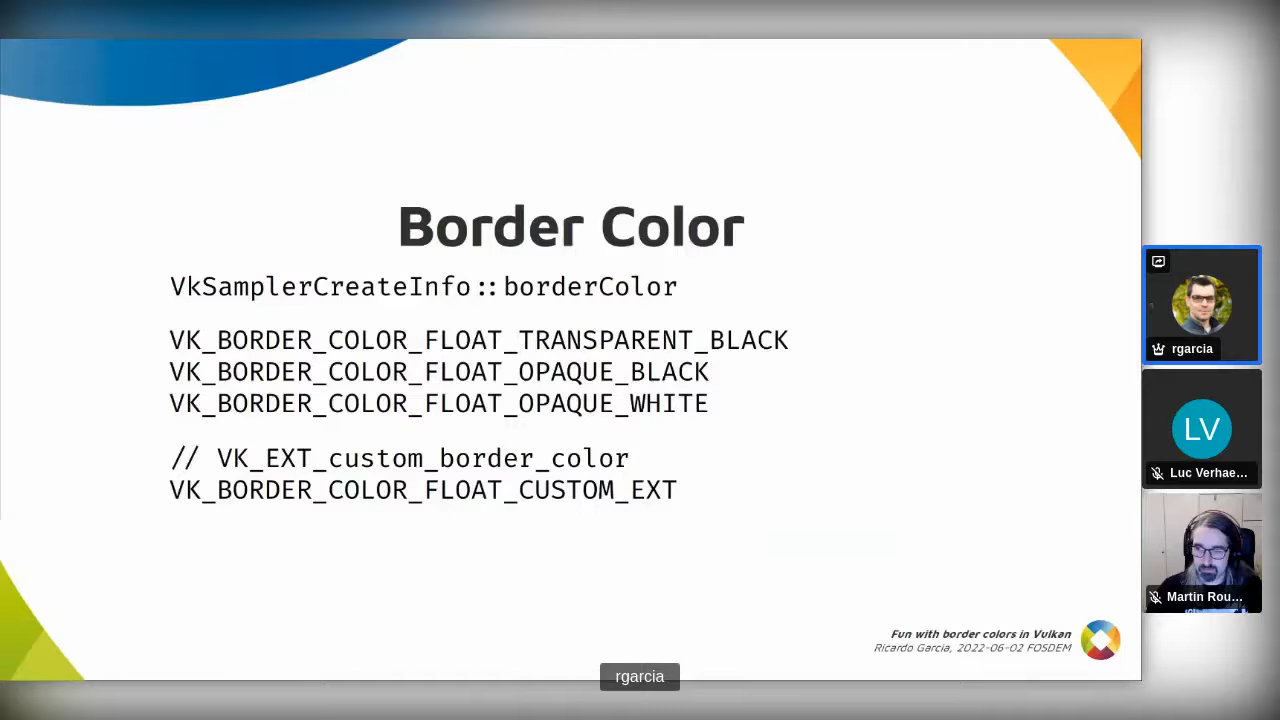 Border Color
VkSamplerCreateInfo::borderColor
VK_BORDER_COLOR_FLOAT_TRANSPARENT_BLACK
VK_BORDER_COLOR_FLOAT_OPAQUE_BLACK
VK_BORDER_COLOR_FLOAT_OPAQUE_WHITE
// VK_EXT_custom_border_color
VK_BORDER_COLOR_FLOAT_CUSTOM_EXT
Fun with border colors in Vulkan
Ricardo Garcia, 2022-06-02 FOSDEM
rgarcia
rgarcia
LV
Luc Verhae...
Martin Rou...